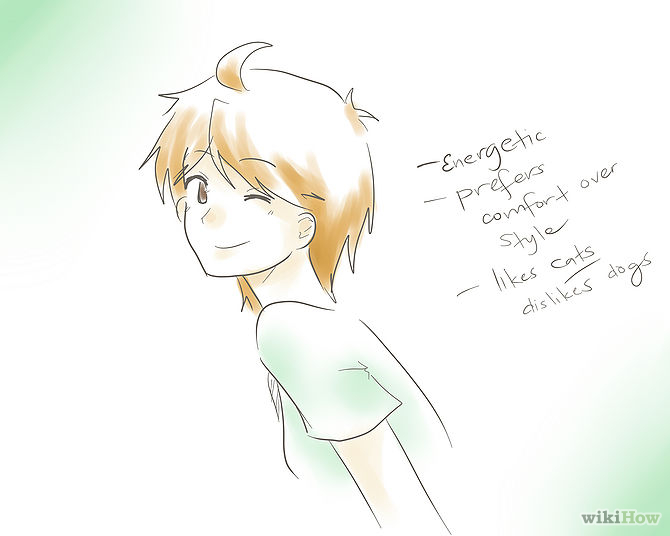 - Energetic
- prefers
comfort over
style
- likes cats
dislikes dogs
wikiHow